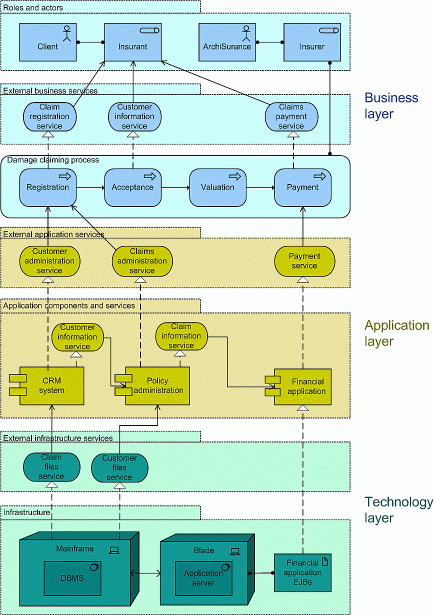 Roles and actors
Client
Insurant
ArchiSurance
Insurer
External business services
Claim
registration
service
Customer
information
service
Claims
payment
service
Business
layer
Damage claiming process
Registration
Acceptance
Valuation
Payment
External application services
Customer
administration
service
Claims
administration
service
Payment
service
Application components and services
Customer
information
service
Claim
information
service
Application
layer
CRM
system
Policy
administration
Financial
application
External infrastructure services
Claim
files
service
Customer
files
service
Technology
layer
Infrastructure
Mainframe
DBMS
Blade
Application
server
Financial
application
EJBs